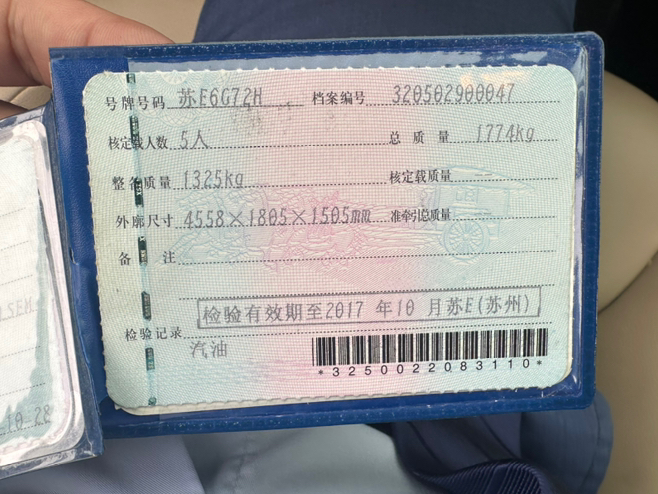 号牌号码 苏E6G72H 档案编号 320502900047
核定载人数 5人 总质量 1774kg
整备质量 1325kg 核定载质量 --
外廓尺寸 4558×1805×1505mm 准牵引总质量 --
备注
检验有效期至2017年10月苏E(苏州)
检验记录
汽油
*3250022083110*
10.28